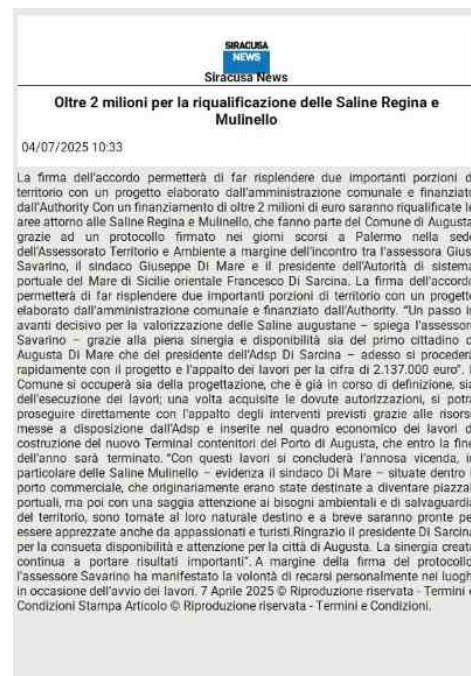 SIRACUSA
NEWS
Siracusa News
Oltre 2 milioni per la riqualificazione delle Saline Regina e
Mulinello
04/07/2025 10:33
La firma dell'accordo permetterà di far risplendere due importanti porzioni d
territorio con un progetto elaborato dall'amministrazione comunale e finanziato
dall'Authority Con un finanziamento di oltre 2 milioni di euro saranno riqualificate le
aree attorno alle Saline Regina e Mulinello, che fanno parte del Comune di Augusta
grazie ad un protocollo firmato nei giorni scorsi a Palermo nella sede
dell'Assessorato Territorio e Ambiente a margine dell'incontro tra l'assessora Gius
Savarino, il sindaco Giuseppe Di Mare e il presidente dell'Autorità di sistema
portuale del Mare di Sicilie orientale Francesco Di Sarcina. La firma dell'accordo
permetterà di far risplendere due importanti porzioni di territorio con un progetto
elaborato dall'amministrazione comunale e finanziato dall'Authority. "Un passo i
avanti decisivo per la valorizzazione delle Saline augustane – spiega l'assessore
Savarino – grazie alla piena sinergia e disponibilità sia del primo cittadino d
Augusta Di Mare che del presidente dell'Adsp Di Sarcina – adesso si procederà
rapidamente con il progetto e l'appalto dei lavori per la cifra di 2.137.000 euro". I
Comune si occuperà sia della progettazione, che è già in corso di definizione, sia
dell'esecuzione dei lavori; una volta acquisite le dovute autorizzazioni, si potrà
proseguire direttamente con l'appalto degli interventi previsti grazie alle risorse
messe a disposizione dall'Adsp e inserite nel quadro economico dei lavori d
costruzione del nuovo Terminal contenitori del Porto di Augusta, che entro la fine
dell'anno sarà terminato. "Con questi lavori si concluderà l'annosa vicenda, i
particolare delle Saline Mulinello – evidenza il sindaco Di Mare – situate dentro i
porto commerciale, che originariamente erano state destinate a diventare piazzal
portuali, ma poi con una saggia attenzione ai bisogni ambientali e di salvaguardia
del territorio, sono tornate al loro naturale destino e a breve saranno pronte per
essere apprezzate anche da appassionati e turisti.Ringrazio il presidente Di Sarcina
per la consueta disponibilità e attenzione per la città di Augusta. La sinergia creata
continua a portare risultati importanti". A margine della firma del protocollo
l'assessore Savarino ha manifestato la volontà di recarsi personalmente nei luogh
in occasione dell'avvio dei lavori. 7 Aprile 2025 © Riproduzione riservata - Termini e
Condizioni Stampa Articolo © Riproduzione riservata - Termini e Condizioni.